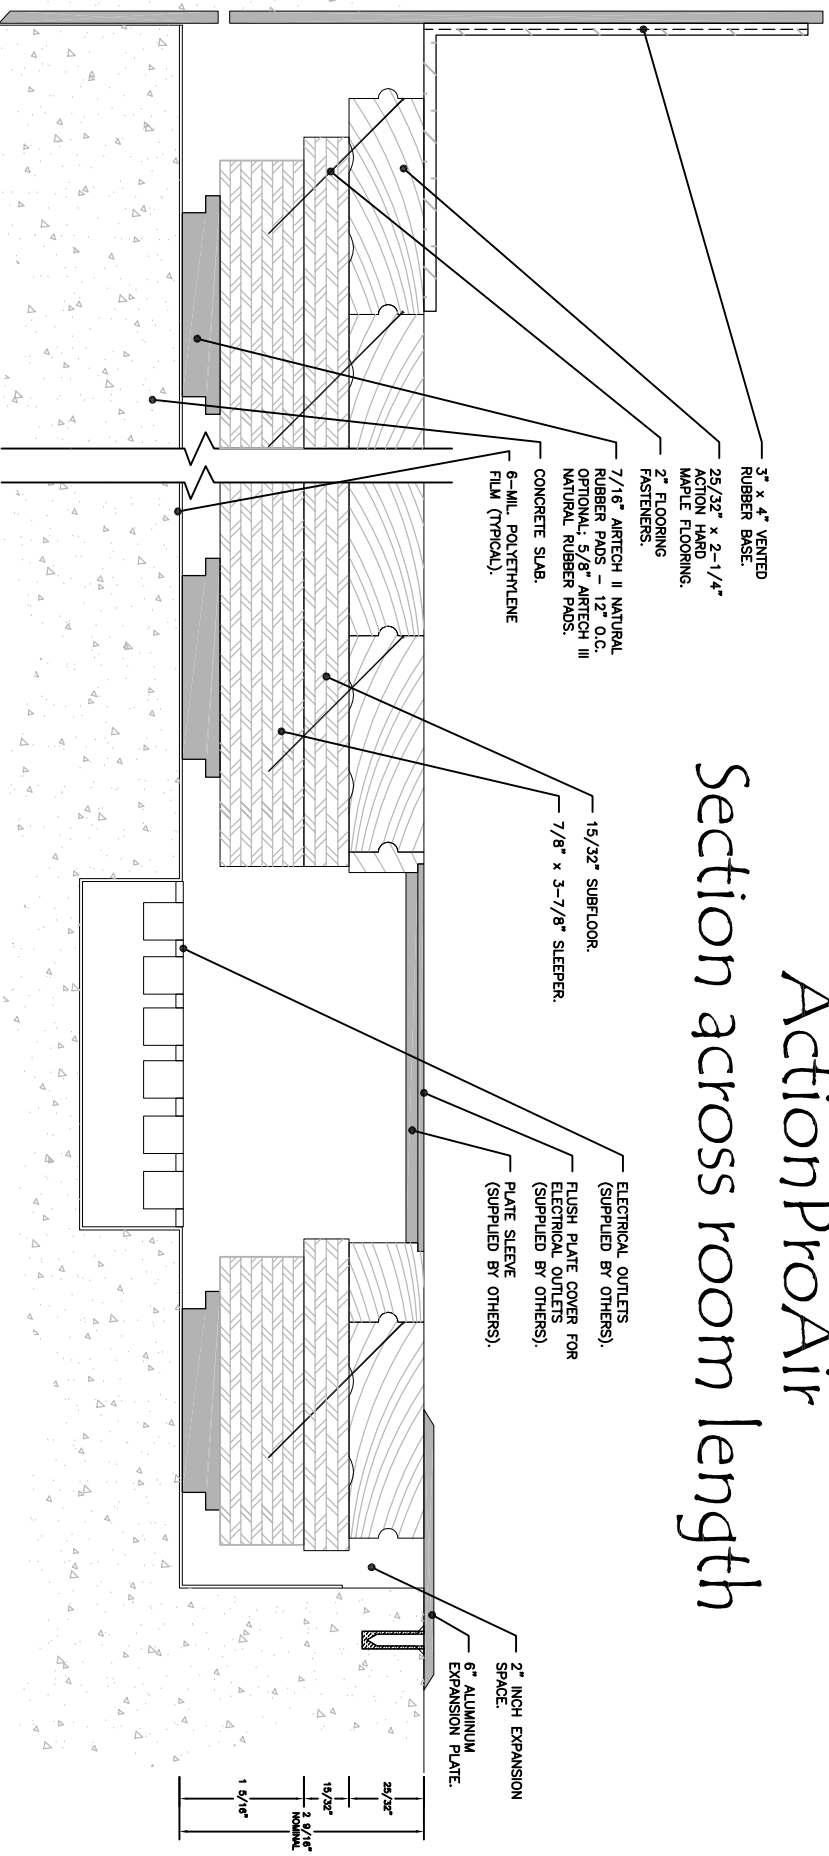 ActionProAir
Section across room length
3" x 4" VENTED
RUBBER BASE.
25/32" x 2-1/4"
ACTION HARD
MAPLE FLOORING.
2" FLOORING
FASTENERS.
7/16" AIRTECH II NATURAL
RUBBER PADS - 12" O.C.
OPTIONAL; 5/8" AIRTECH III
NATURAL RUBBER PADS.
CONCRETE SLAB.
6-MIL. POLYETHYLENE
FILM (TYPICAL).
15/32" SUBFLOOR.
7/8" x 3-7/8" SLEEPER.
ELECTRICAL OUTLETS
(SUPPLIED BY OTHERS).
FLUSH PLATE COVER FOR
ELECTRICAL OUTLETS
(SUPPLIED BY OTHERS).
PLATE SLEEVE
(SUPPLIED BY OTHERS).
2" INCH EXPANSION
SPACE.
6" ALUMINUM
EXPANSION PLATE.
25/32"
15/32"
1 5/16"
2 9/16"
NOMINAL